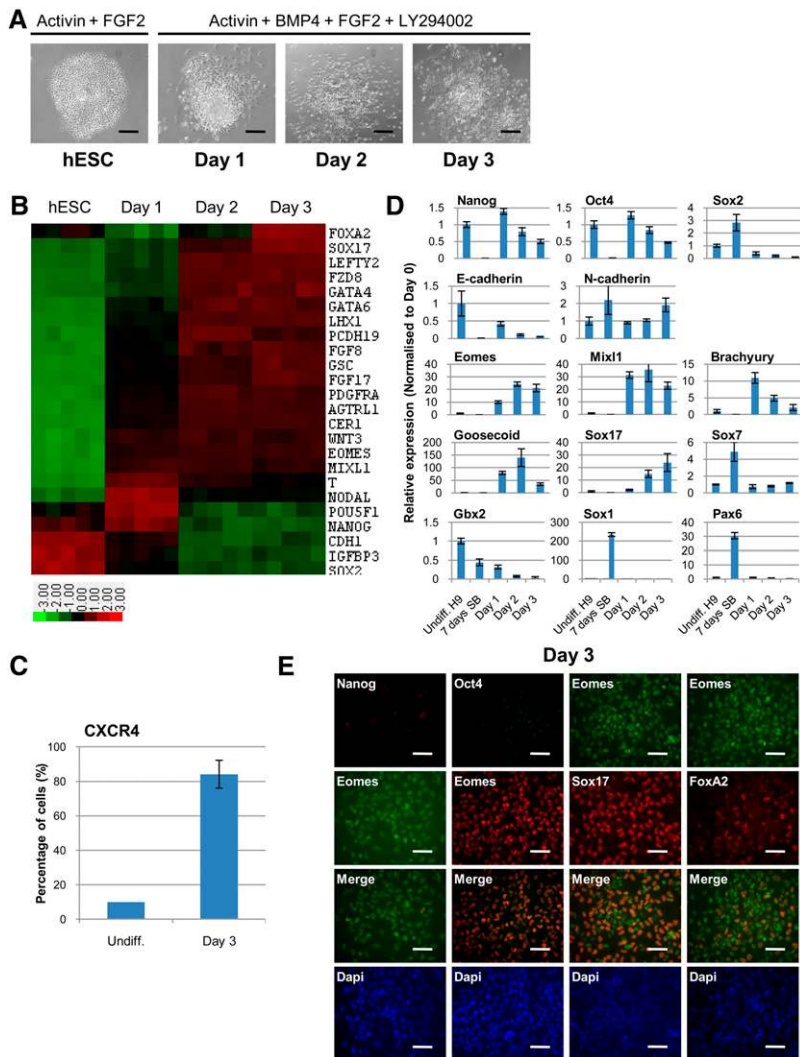 A
Activin + FGF2
Activin + BMP4 + FGF2 + LY294002
hESC
Day 1
Day 2
Day 3
B
hESC
Day 1
Day 2
Day 3
FOXA2
SOX17
LEFTY2
FZD8
GATA4
GATA6
LHX1
PCDH19
FGF8
GSC
FGF17
PDGFRA
AGTRL1
CER1
WNT3
EOMES
MIXL1
T
NODAL
POU5F1
NANOG
CDH1
IGFBP3
SOX2
-3.00
-2.00
-1.00
0.00
1.00
2.00
3.00
C
CXCR4
Percentage of cells (%)
100
80
60
40
20
0
Undiff.
Day 3
D
Relative expression (Normalised to Day 0)
Nanog
1.5
1
0.5
0
Oct4
1.5
1
0.5
0
Sox2
4
2
0
E-cadherin
1.5
1
0.5
0
N-cadherin
3
2
1
0
Eomes
40
30
20
10
0
Mixl1
40
30
20
10
0
Brachyury
15
10
5
0
Goosecoid
200
150
100
50
0
Sox17
40
30
20
10
0
Sox7
6
4
2
0
Gbx2
1.5
1
0.5
0
Sox1
300
200
100
0
Pax6
40
30
20
10
0
Undiff. H9
7 days SB
Day 1
Day 2
Day 3
Undiff. H9
7 days SB
Day 1
Day 2
Day 3
Undiff. H9
7 days SB
Day 1
Day 2
Day 3
E
Day 3
Nanog
Oct4
Eomes
Eomes
Eomes
Eomes
Sox17
FoxA2
Merge
Merge
Merge
Merge
Dapi
Dapi
Dapi
Dapi